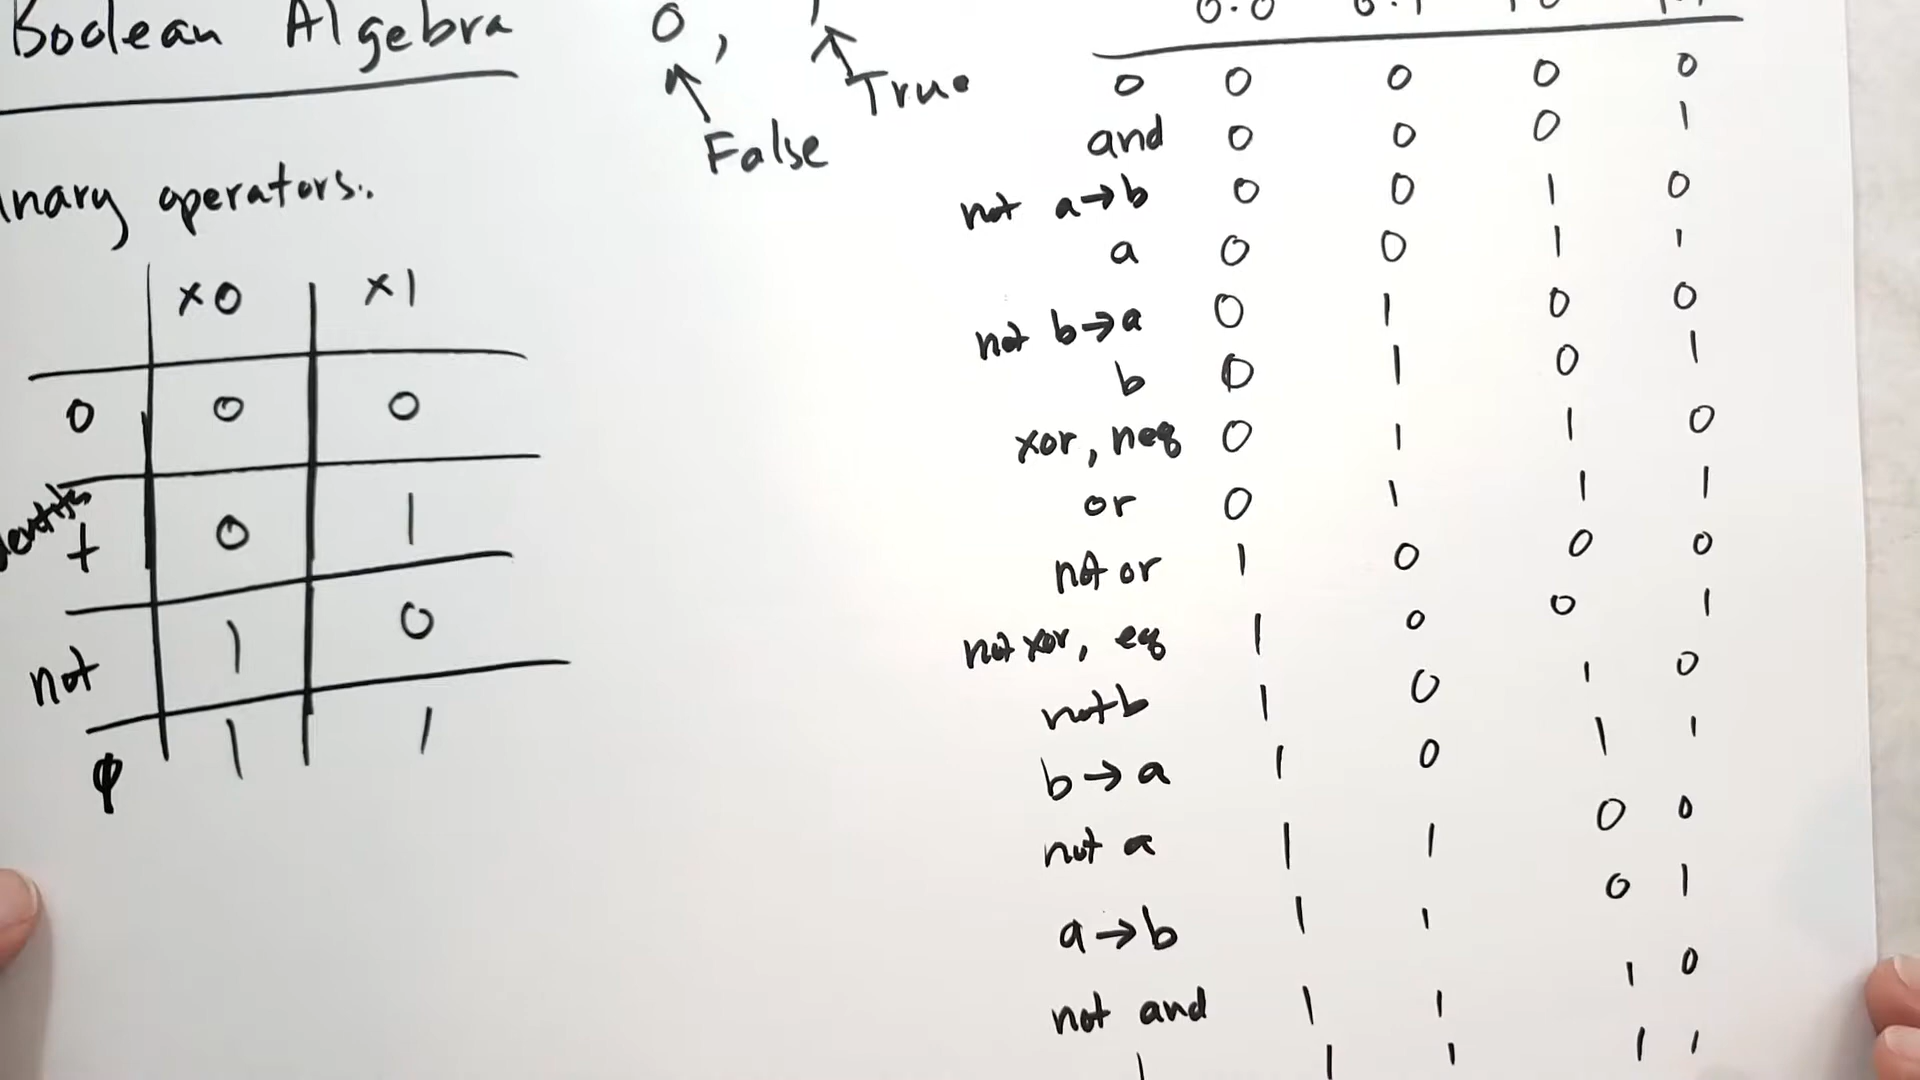 Boolean Algebra
0 ,
True
False
operators..
x0 x1
0 0 0
t 0 1
not 1 0
φ 1 1
0·0 0·1
0 0 0 0 0
and 0 0 0 1
not a→b 0 0 1 0
a 0 0 1 1
not b→a 0 1 0 0
b 0 1 0 1
xor, neq 0 1 1 0
or 0 1 1 1
not or 1 0 0 0
not xor, eq 1 0 0 1
not b 1 0 1 0
b→a 1 0 1 1
not a 1 1 0 0
a→b 1 1 0 1
not and 1 1 1 0
1 1 1 1 1